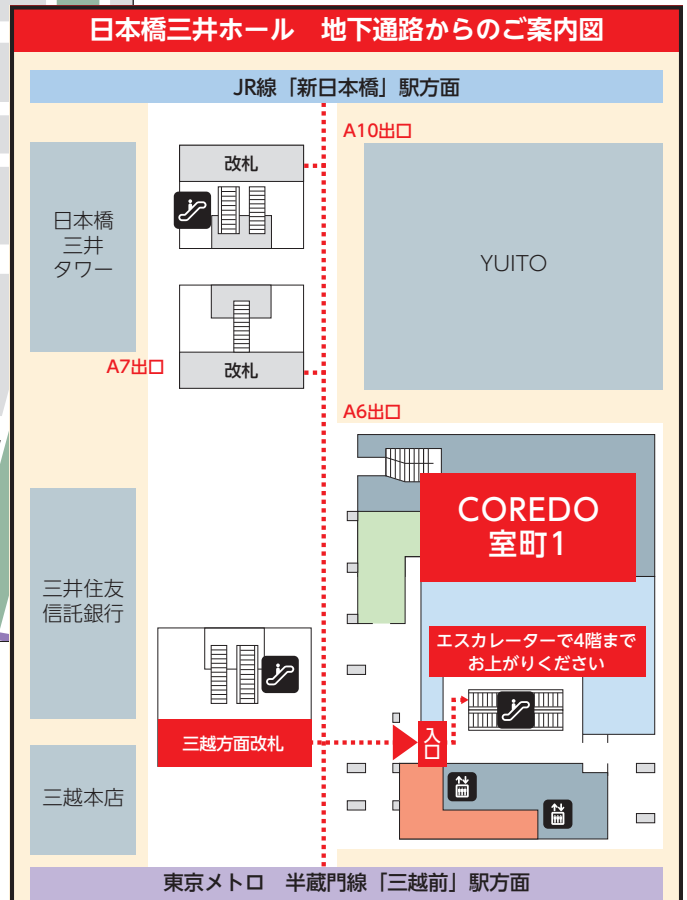 日本橋三井ホール　地下通路からのご案内図
JR線「新日本橋」駅方面
A10出口
改札
日本橋
三井
タワー
YUITO
A7出口
改札
A6出口
COREDO
室町1
三井住友
信託銀行
エスカレーターで4階まで
お上がりください
三越方面改札
入口
三越本店
東京メトロ　半蔵門線「三越前」駅方面